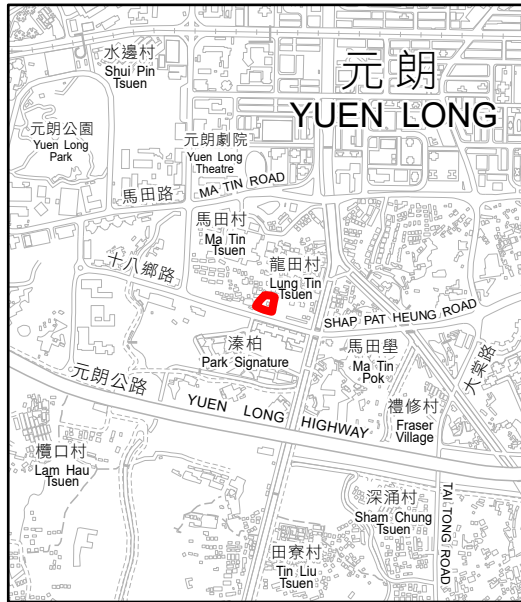 水邊村
Shui Pin
Tsuen
元朗
YUEN LONG
元朗公園
Yuen Long
Park
元朗劇院
Yuen Long
Theatre
馬田路
MA TIN ROAD
馬田村
Ma Tin
Tsuen
十八鄉路
龍田村
Lung Tin
Tsuen
SHAP PAT HEUNG ROAD
溱柏
Park Signature
馬田壆
Ma Tin
Pok
大棠路
元朗公路
YUEN LONG HIGHWAY
禮修村
Fraser
Village
欖口村
Lam Hau
Tsuen
深涌村
Sham Chung
Tsuen
TAI TONG ROAD
田寮村
Tin Liu
Tsuen